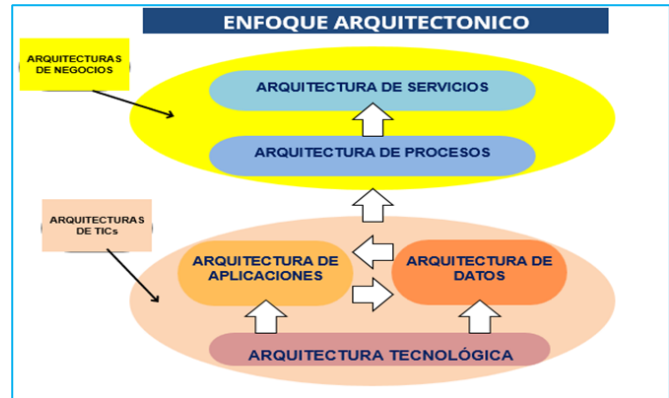 ENFOQUE ARQUITECTONICO
ARQUITECTURAS
DE NEGOCIOS
ARQUITECTURA DE SERVICIOS
ARQUITECTURA DE PROCESOS
ARQUITECTURAS
DE TICs
ARQUITECTURA DE
APLICACIONES
ARQUITECTURA DE
DATOS
ARQUITECTURA TECNOLÓGICA